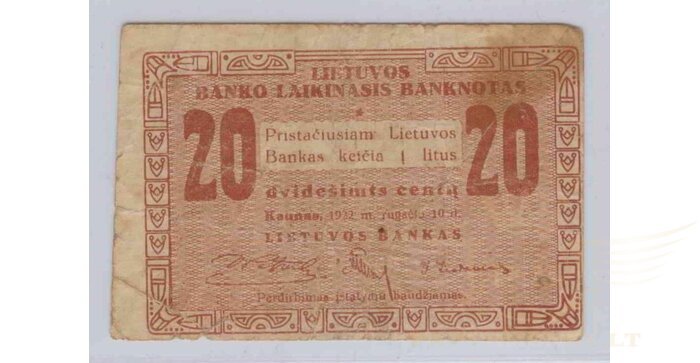 LIETUVOS
BANKO LAIKINASIS BANKNOTAS
20
Pristačiusiam Lietuvos
Bankas keičia į litus
20
dvidešimts centų
Kaunas, 1922 m. rugsėjo 10 d.
LIETUVOS BANKAS
Perdirbimas įstatymu baudžiamas.
LT